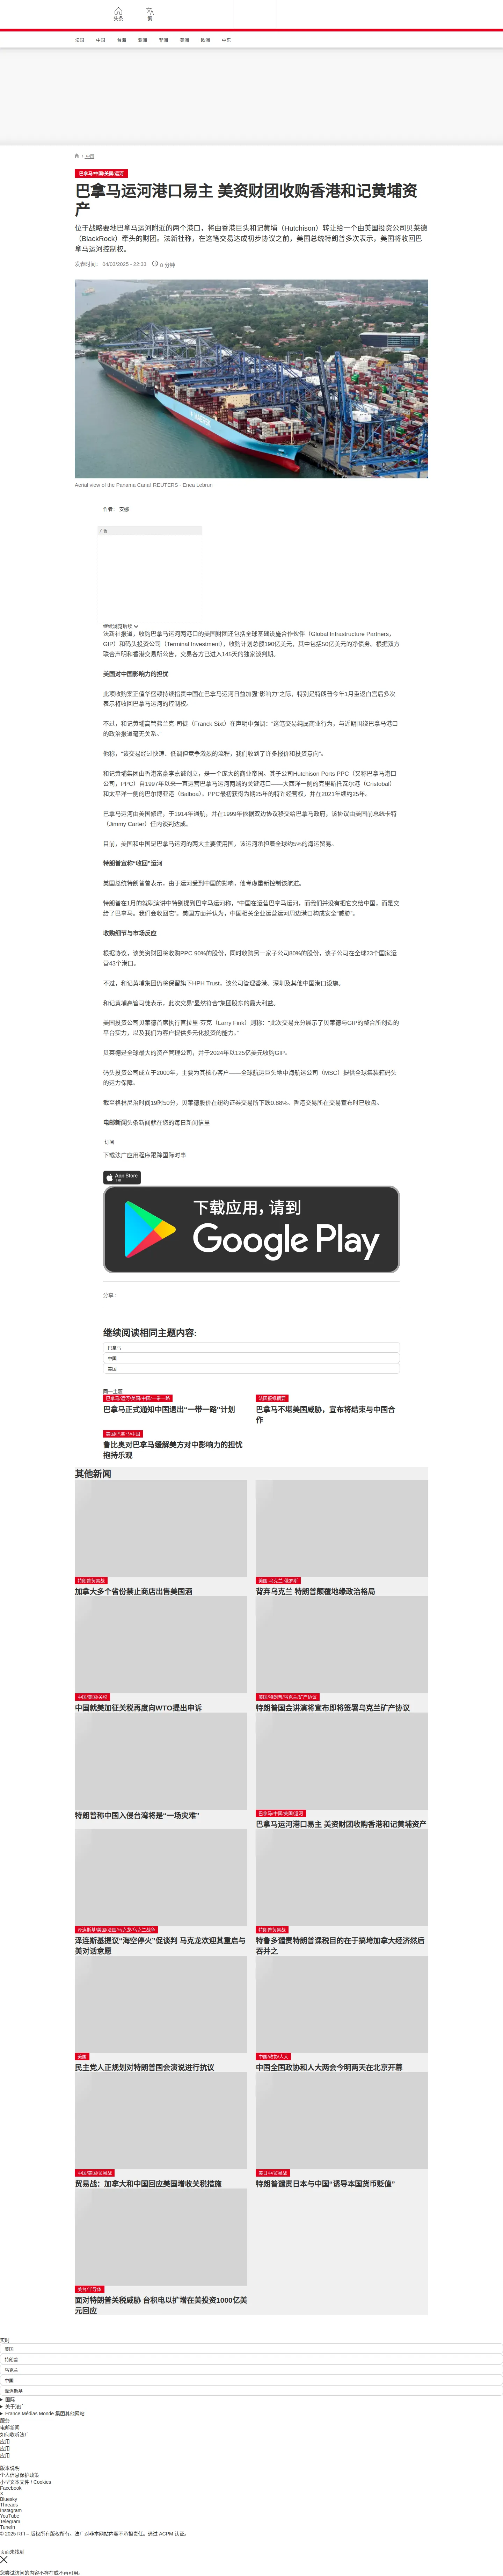 头条
繁
法国
中国
台海
亚洲
非洲
美洲
欧洲
中东
/ 中国
巴拿马/中国/美国/运河
巴拿马运河港口易主 美资财团收购香港和记黄埔资
产
位于战略要地巴拿马运河附近的两个港口，将由香港巨头和记黄埔（Hutchison）转让给一个由美国投资公司贝莱德
（BlackRock）牵头的财团。法新社称，在这笔交易达成初步协议之前，美国总统特朗普多次表示，美国将收回巴
拿马运河控制权。
发表时间： 04/03/2025 - 22:33
8 分钟
Aerial view of the Panama Canal REUTERS - Enea Lebrun
作者： 安娜
广告
继续浏览后续
法新社报道，收购巴拿马运河两港口的美国财团还包括全球基础设施合作伙伴（Global Infrastructure Partners，
GIP）和码头投资公司（Terminal Investment），收购计划总额190亿美元，其中包括50亿美元的净债务。根据双方
联合声明和香港交易所公告，交易各方已进入145天的独家谈判期。
美国对中国影响力的担忧
此项收购案正值华盛顿持续指责中国在巴拿马运河日益加强“影响力”之际，特别是特朗普今年1月重返白宫后多次
表示将收回巴拿马运河的控制权。
不过，和记黄埔高管弗兰克·司徒（Franck Sixt）在声明中强调：“这笔交易纯属商业行为，与近期围绕巴拿马港口
的政治报道毫无关系。”
他称，“该交易经过快速、低调但竞争激烈的流程，我们收到了许多报价和投资意向”。
和记黄埔集团由香港富豪李嘉诚创立，是一个庞大的商业帝国。其子公司Hutchison Ports PPC（又称巴拿马港口
公司，PPC）自1997年以来一直运营巴拿马运河两端的关键港口——大西洋一侧的克里斯托瓦尔港（Cristobal）
和太平洋一侧的巴尔博亚港（Balboa）。PPC最初获得为期25年的特许经营权，并在2021年续约25年。
巴拿马运河由美国修建，于1914年通航，并在1999年依据双边协议移交给巴拿马政府，该协议由美国前总统卡特
（Jimmy Carter）任内谈判达成。
目前，美国和中国是巴拿马运河的两大主要使用国，该运河承担着全球约5%的海运贸易。
特朗普宣称“收回”运河
美国总统特朗普曾表示，由于运河受到中国的影响，他考虑重新控制该航道。
特朗普在1月的就职演讲中特别提到巴拿马运河称，“中国在运营巴拿马运河，而我们并没有把它交给中国，而是交
给了巴拿马。我们会收回它”。美国方面并认为，中国相关企业运营运河周边港口构成安全“威胁”。
收购细节与市场反应
根据协议，该美资财团将收购PPC 90%的股份，同时收购另一家子公司80%的股份，该子公司在全球23个国家运
营43个港口。
不过，和记黄埔集团仍将保留旗下HPH Trust，该公司管理香港、深圳及其他中国港口设施。
和记黄埔高管司徒表示，此次交易“显然符合”集团股东的最大利益。
美国投资公司贝莱德首席执行官拉里·芬克（Larry Fink）则称：“此次交易充分展示了贝莱德与GIP的整合所创造的
平台实力，以及我们为客户提供多元化投资的能力。”
贝莱德是全球最大的资产管理公司，并于2024年以125亿美元收购GIP。
码头投资公司成立于2000年，主要为其核心客户——全球航运巨头地中海航运公司（MSC）提供全球集装箱码头
的运力保障。
截至格林尼治时间19时50分，贝莱德股价在纽约证券交易所下跌0.88%。香港交易所在交易宣布时已收盘。
电邮新闻头条新闻就在您的每日新闻信里
订阅
下载法广应用程序跟踪国际时事
App Store
下载
下载应用，请到
Google Play
分享 :
继续阅读相同主题内容:
巴拿马
中国
美国
同一主题
巴拿马/运河/美国/中国/一带一路
巴拿马正式通知中国退出“一带一路”计划
法国报纸摘要
巴拿马不堪美国威胁，宣布将结束与中国合
作
美国/巴拿马/中国
鲁比奥对巴拿马缓解美方对中影响力的担忧
抱持乐观
其他新闻
特朗普贸易战
加拿大多个省份禁止商店出售美国酒
美国·乌克兰·俄罗斯
背弃乌克兰 特朗普颠覆地缘政治格局
中国/美国/关税
中国就美加征关税再度向WTO提出申诉
美国/特朗普/乌克兰/矿产协议
特朗普国会讲演将宣布即将签署乌克兰矿产协议
特朗普称中国入侵台湾将是“一场灾难”
巴拿马/中国/美国/运河
巴拿马运河港口易主 美资财团收购香港和记黄埔资产
泽连斯基/美国/法国/马克龙/乌克兰战争
泽连斯基提议“海空停火”促谈判 马克龙欢迎其重启与
美对话意愿
特朗普贸易战
特鲁多谴责特朗普课税目的在于搞垮加拿大经济然后
吞并之
美国
民主党人正规划对特朗普国会演说进行抗议
中国/政协/人大
中国全国政协和人大两会今明两天在北京开幕
中国/美国/贸易战
贸易战：加拿大和中国回应美国增收关税措施
美日中/贸易战
特朗普谴责日本与中国“诱导本国货币贬值”
美台/半导体
面对特朗普关税威胁 台积电以扩增在美投资1000亿美
元回应
实时
美国
特朗普
乌克兰
中国
泽连斯基
国际
关于法广
France Médias Monde 集团其他网站
服务
电邮新闻
如何收听法广
应用
应用
应用
版本说明
个人信息保护政策
小型文本文件 / Cookies
Facebook
X
Bluesky
Threads
Instagram
YouTube
Telegram
TuneIn
© 2025 RFI – 版权所有版权所有。法广对非本网站内容不承担责任。通过 ACPM 认证。
页面未找到
您尝试访问的内容不存在或不再可用。